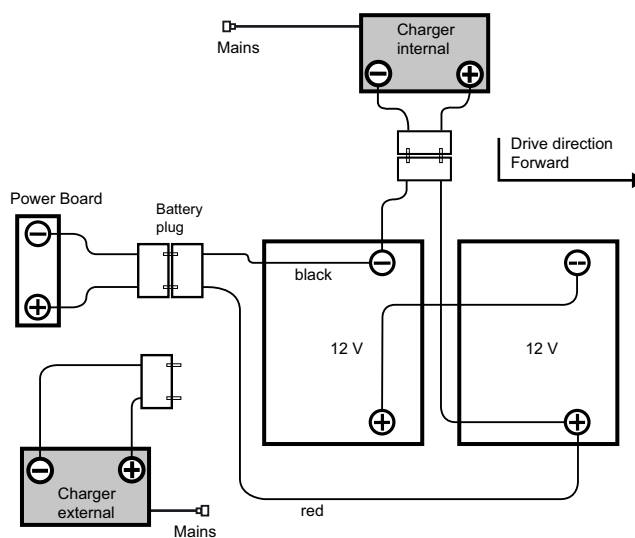 Charger
internal
Mains
Drive direction
Forward
Power Board
Battery
plug
black
12 V
12 V
Charger
external
red
Mains